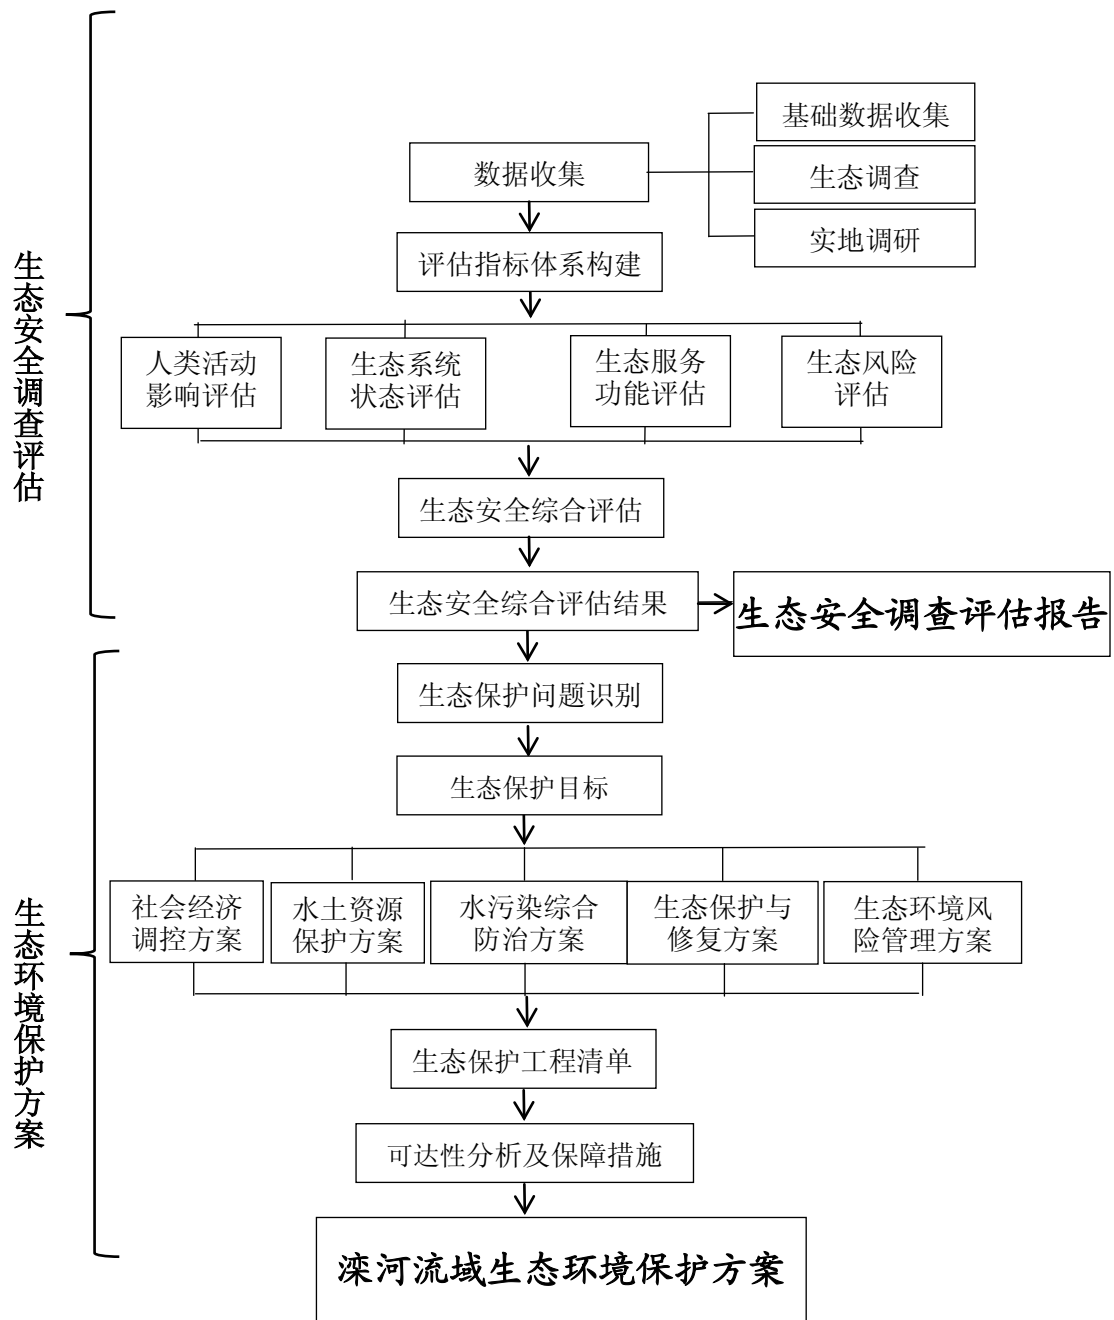 基础数据收集
数据收集
生态调查
实地调研
评估指标体系构建
人类活动
影响评估
生态系统
状态评估
生态服务
功能评估
生态风险
评估
生态安全综合评估
生态安全综合评估结果
生态安全调查评估报告
生态安全调查评估
生态保护问题识别
生态保护目标
社会经济
调控方案
水土资源
保护方案
水污染综合
防治方案
生态保护与
修复方案
生态环境风
险管理方案
生态保护工程清单
可达性分析及保障措施
滦河流域生态环境保护方案
生态环境保护方案